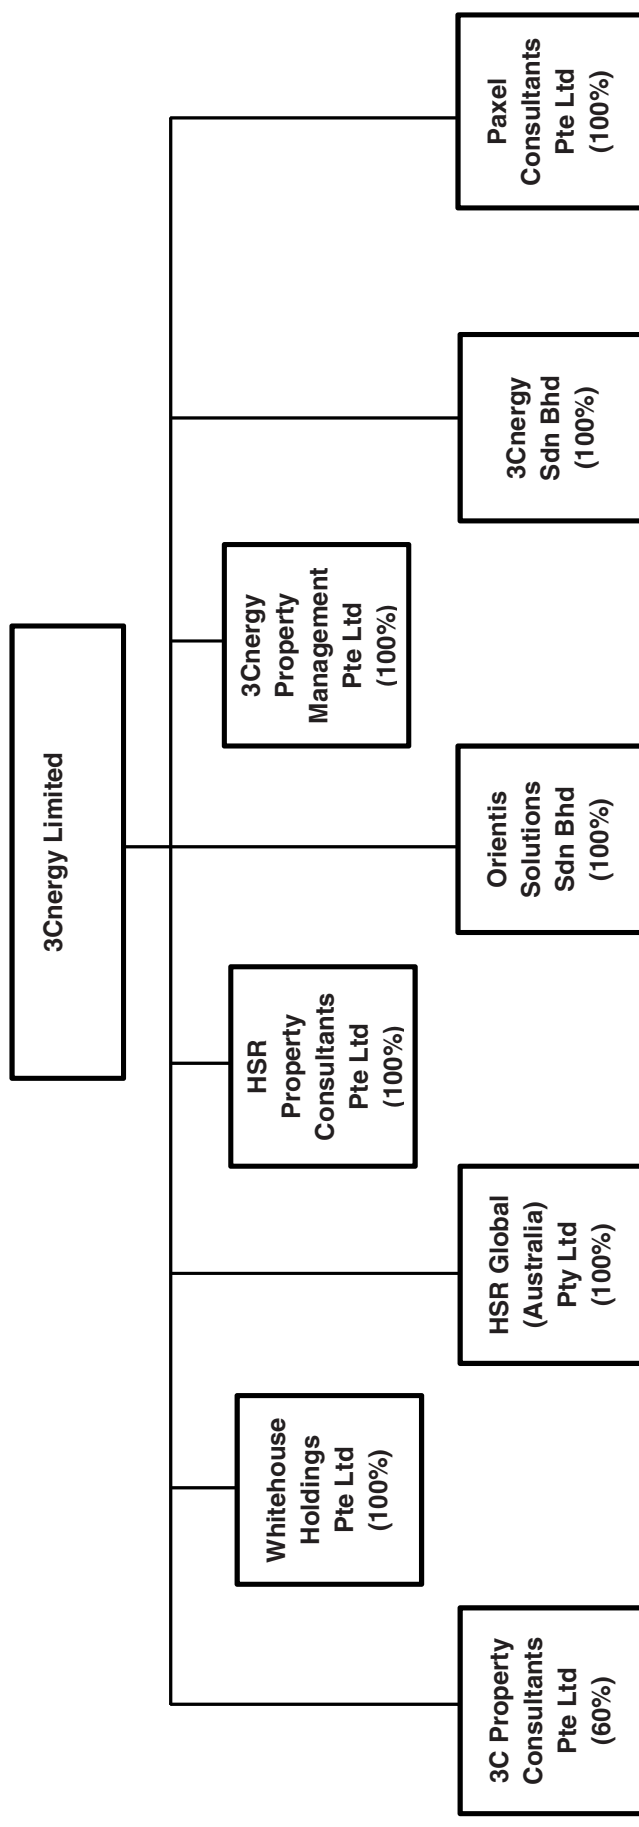 3Cnergy Limited
Whitehouse
Holdings
Pte Ltd
(100%)
HSR
Property
Consultants
Pte Ltd
(100%)
3Cnergy
Property
Management
Pte Ltd
(100%)
3C Property
Consultants
Pte Ltd
(60%)
HSR Global
(Australia)
Pty Ltd
(100%)
Orientis
Solutions
Sdn Bhd
(100%)
3Cnergy
Sdn Bhd
(100%)
Paxel
Consultants
Pte Ltd
(100%)